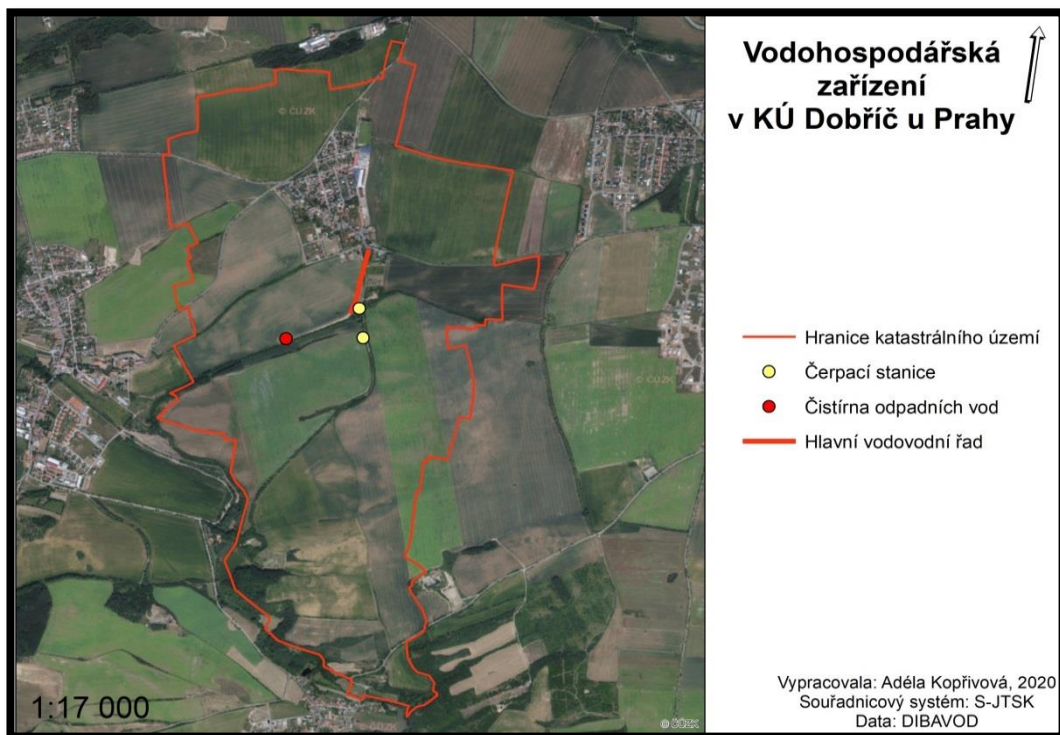 Vodohospodářská
zařízení
v KÚ Dobříč u Prahy
© ČÚZK
© ČÚZK
Hranice katastrálního území
Čerpací stanice
Čistírna odpadních vod
Hlavní vodovodní řad
1:17 000
© ČÚZK
© ČÚZK
Vypracovala: Adéla Kopřivová, 2020
Souřadnicový systém: S-JTSK
Data: DIBAVOD